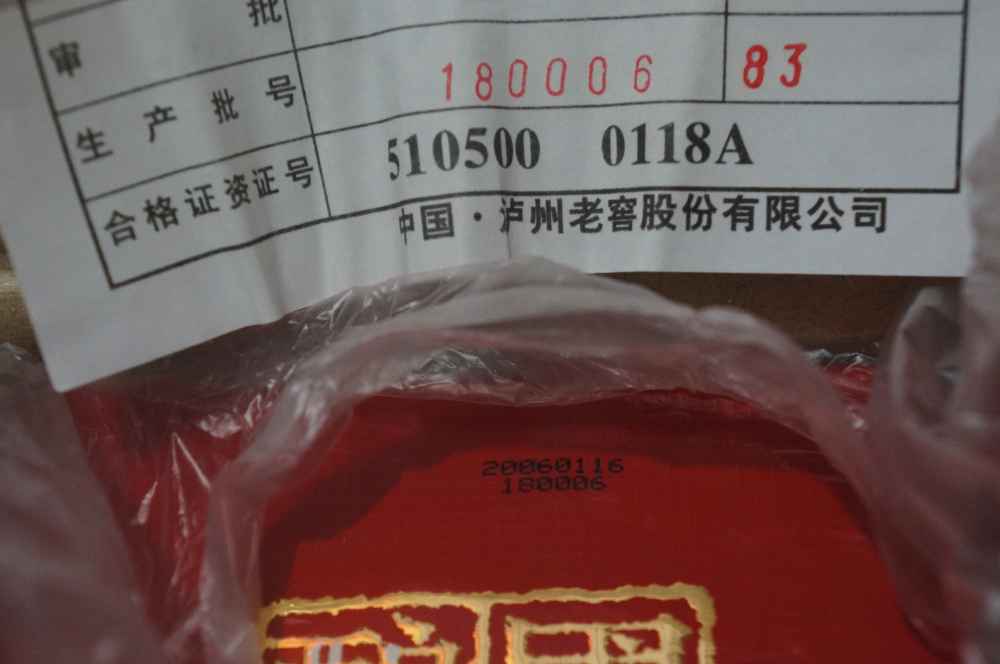 审 批
生产批号 180006 83
合格证资证号 510500 0118A
中国·泸州老窖股份有限公司
20060116
180006